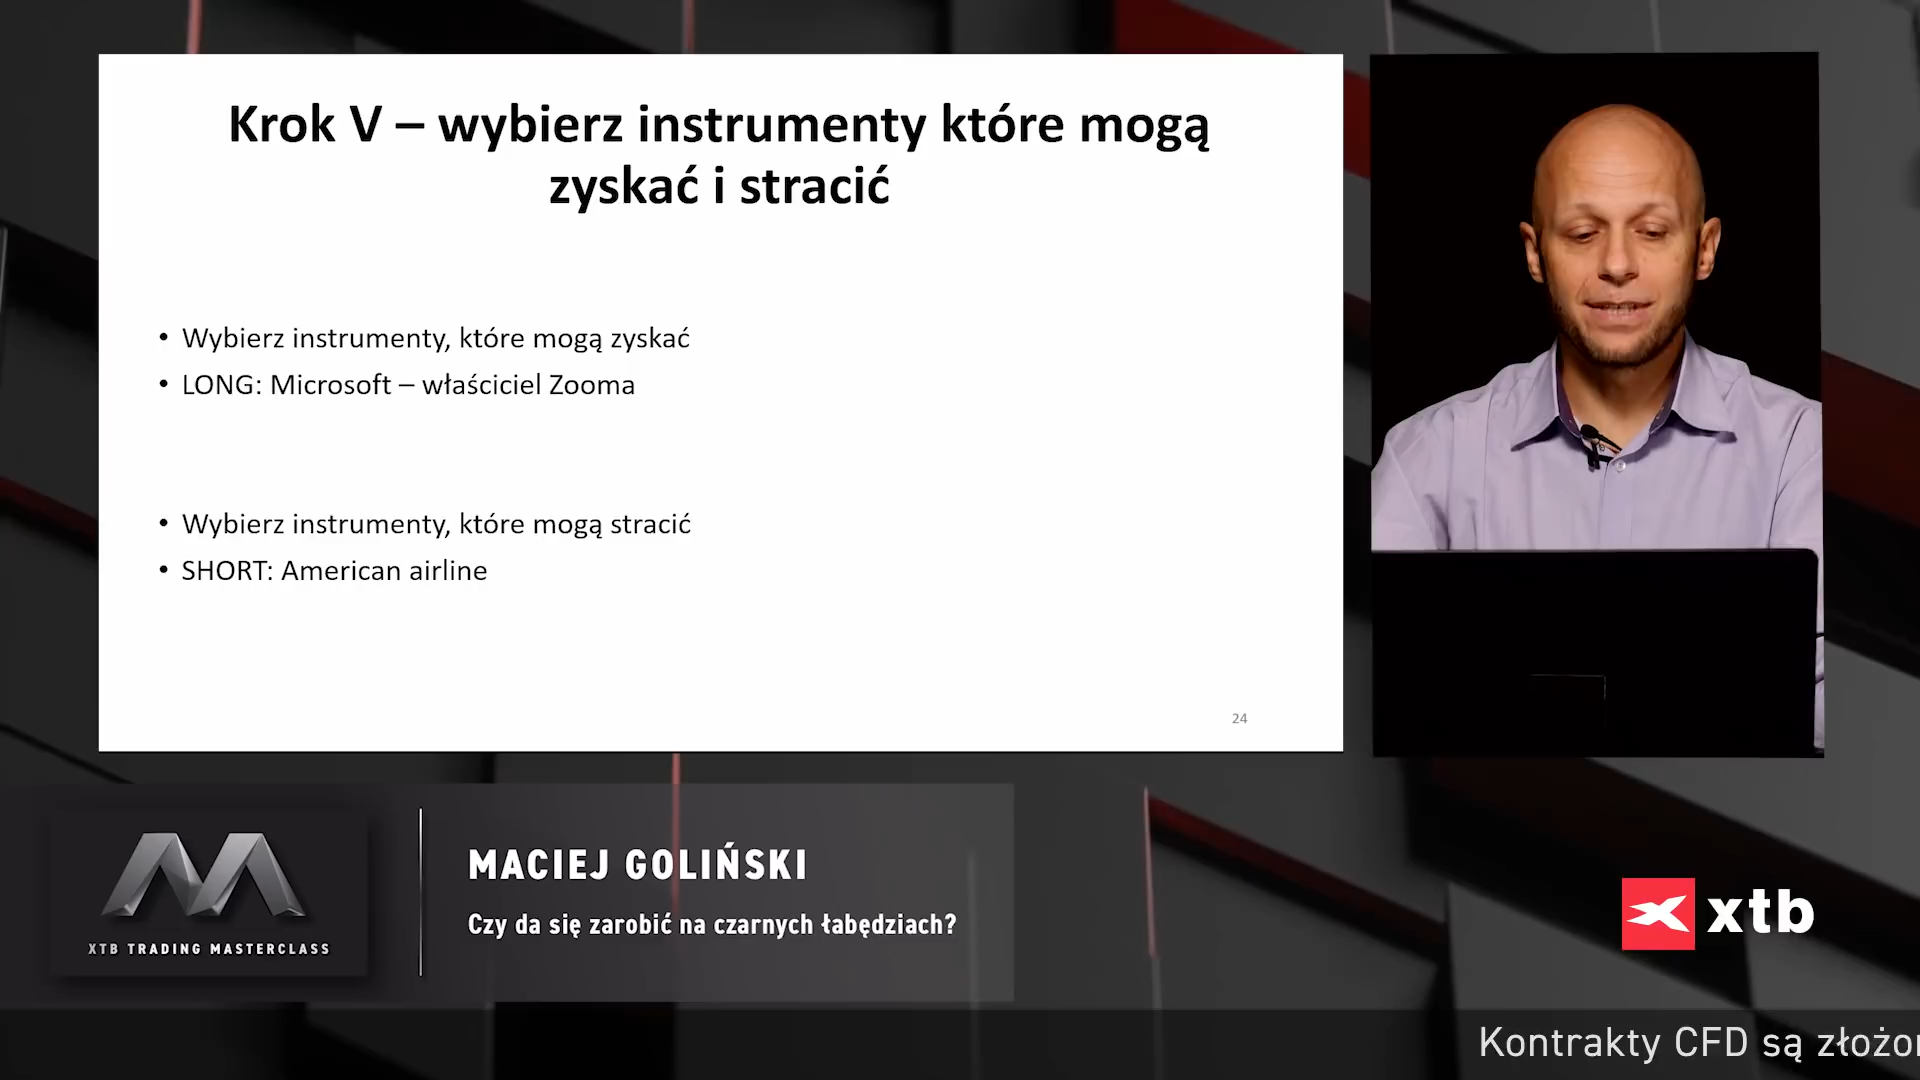 Krok V – wybierz instrumenty które mogą
zyskać i stracić
• Wybierz instrumenty, które mogą zyskać
• LONG: Microsoft – właściciel Zooma
• Wybierz instrumenty, które mogą stracić
• SHORT: American airline
24
XTB TRADING MASTERCLASS
MACIEJ GOLIŃSKI
Czy da się zarobić na czarnych łabędziach?
xtb
Kontrakty CFD są